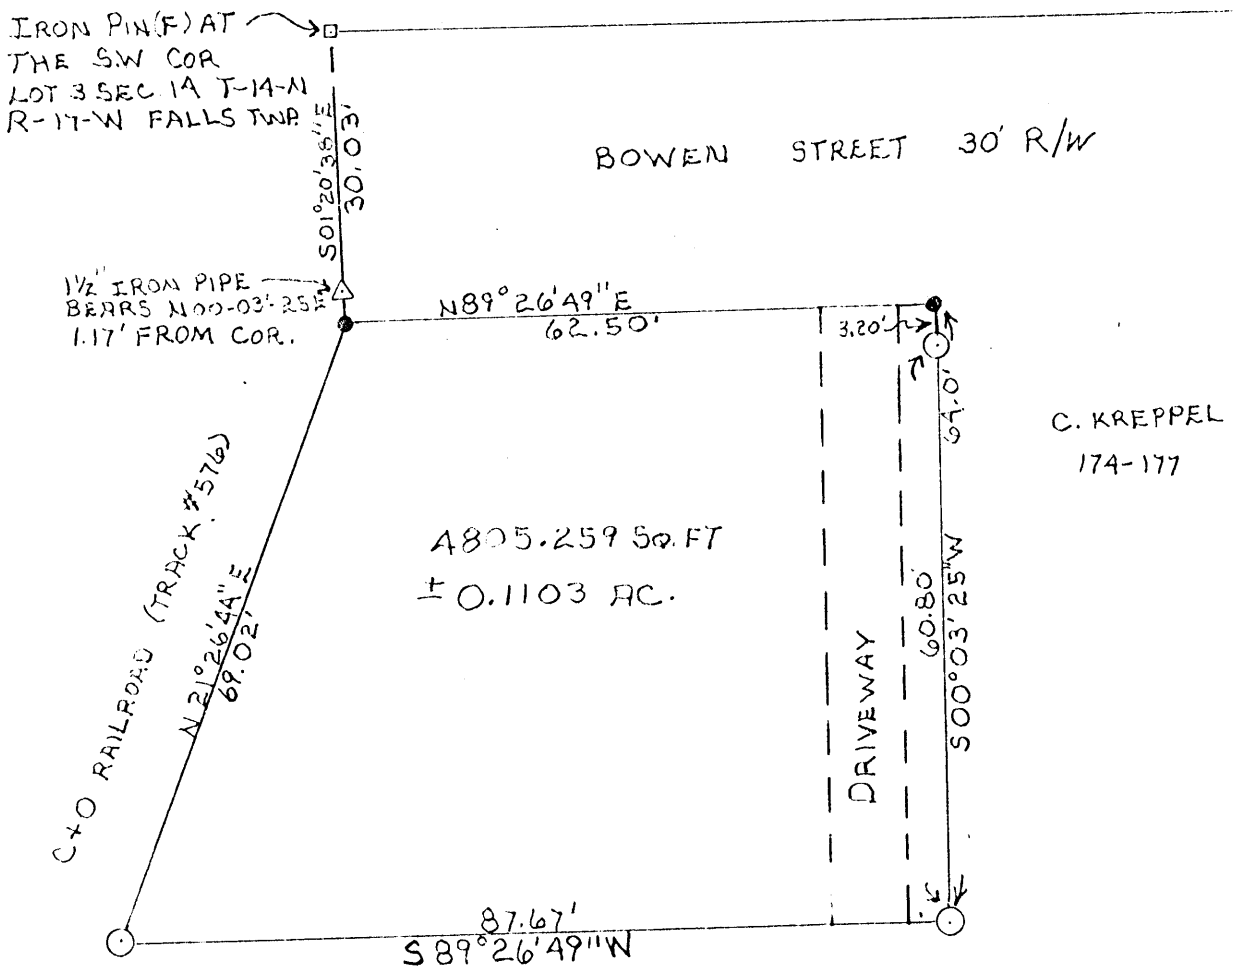 IRON PIN(F) AT
THE S.W COR
LOT 3 SEC 14 T-14-N
R-17-W FALLS TWP.
S01°20'38"E
30.03'
BOWEN STREET 30' R/W
1½" IRON PIPE
BEARS N00-03'-25E
1.17' FROM COR.
N89°26'49"E
62.50'
3.20'
64.0'
C. KREPPEL
174-177
C+O RAILROAD (TRACK #576)
N 21°26'44"E
69.02'
4805.259 SQ. FT
± 0.1103 AC.
DRIVEWAY
60.80'
S00°03'25"W
87.67'
S 89°26'49"W